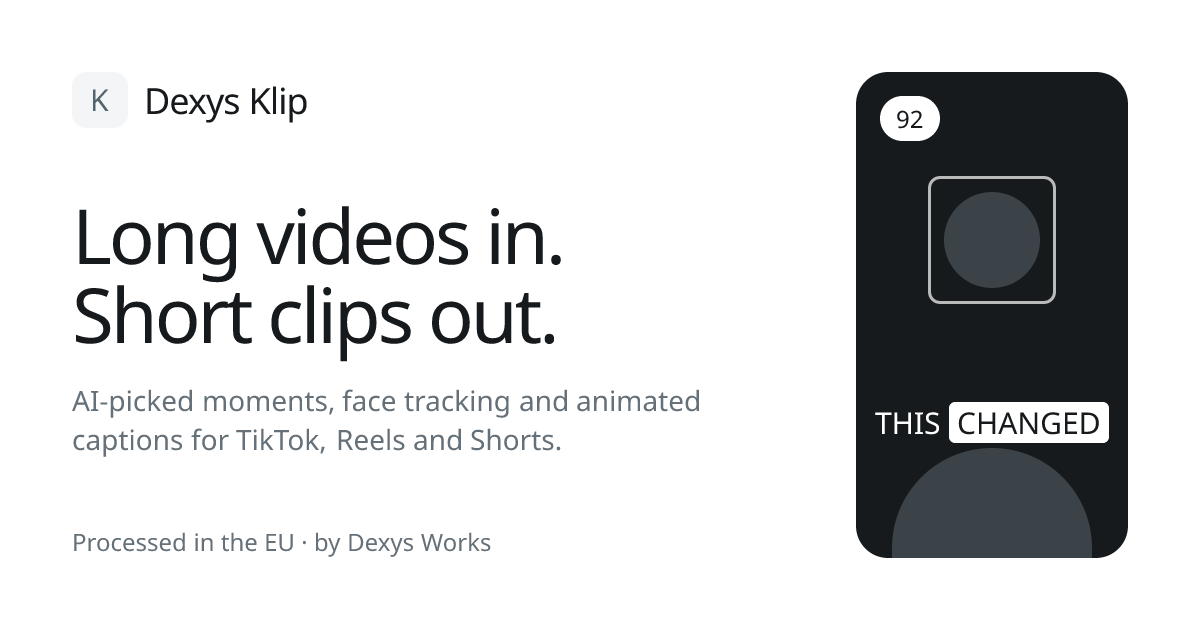 K
Dexys Klip
Long videos in.
Short clips out.
AI-picked moments, face tracking and animated
captions for TikTok, Reels and Shorts.
Processed in the EU · by Dexys Works
92
THIS CHANGED